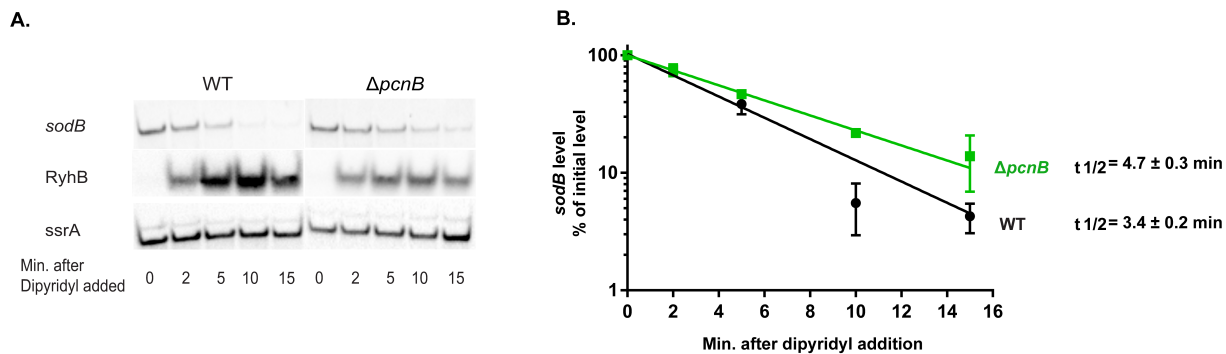 A.
WT ΔpcnB
sodB
RyhB
ssrA
Min. after
Dipyridyl added
0 2 5 10 15 0 2 5 10 15
B.
sodB level
% of initial level
100
10
1
0 2 4 6 8 10 12 14 16
Min. after dipyridyl addition
ΔpcnB t 1/2 = 4.7 ± 0.3 min
WT t 1/2 = 3.4 ± 0.2 min